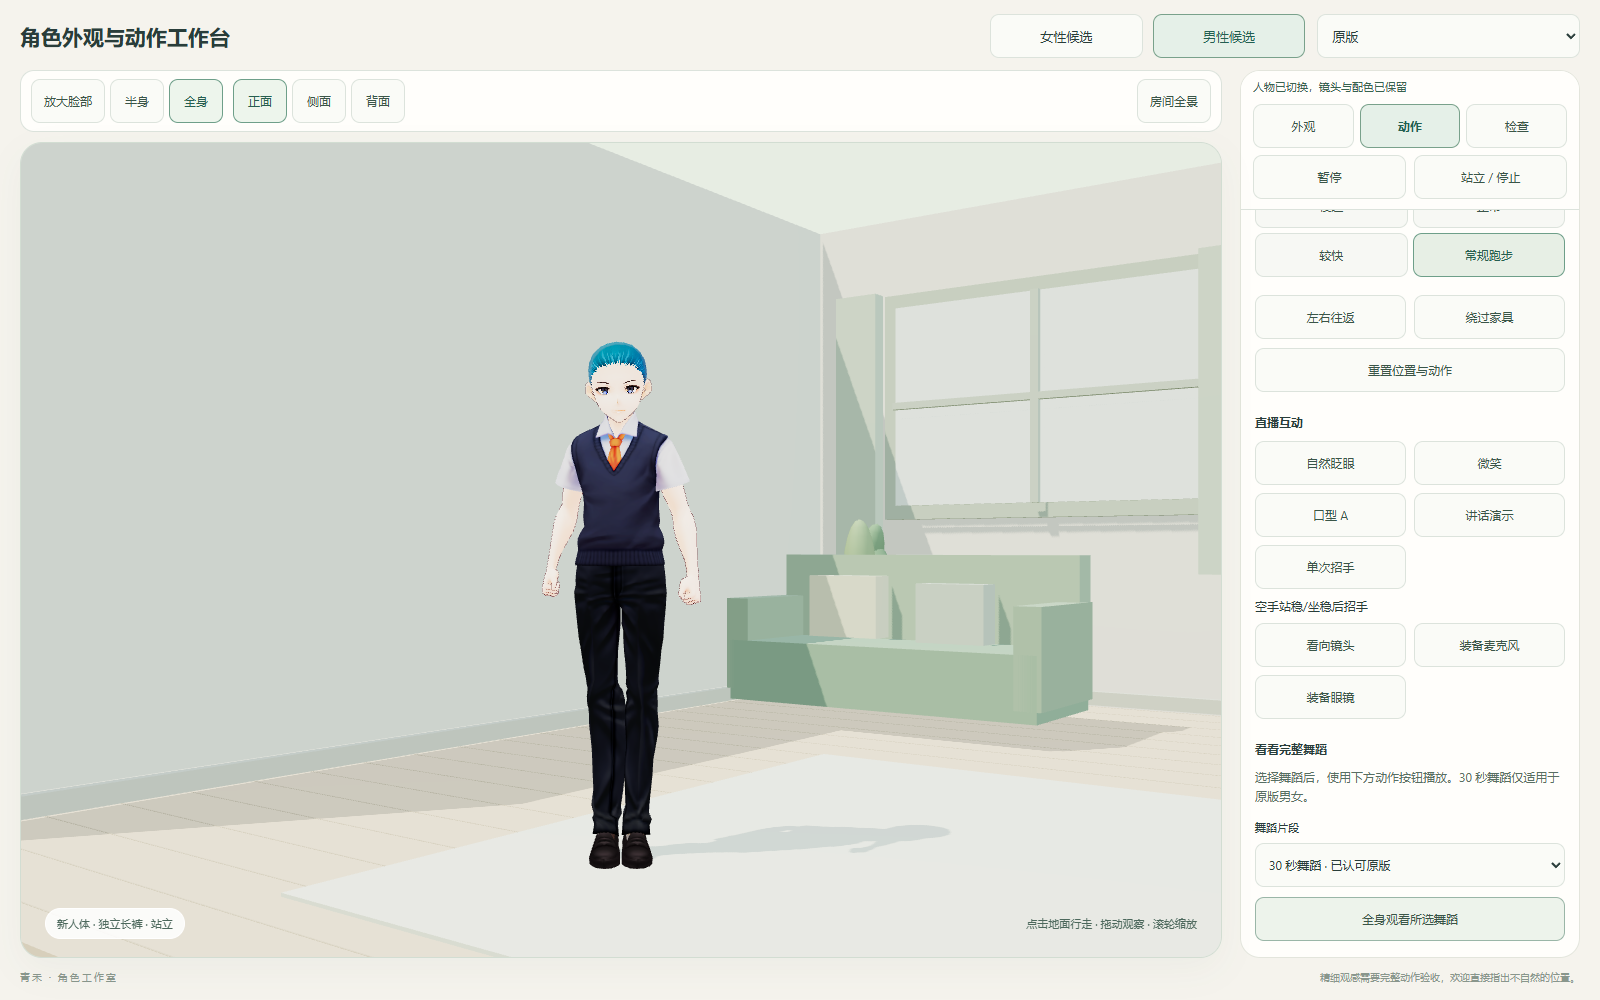 角色外观与动作工作台
女性候选
男性候选
原版
放大脸部
半身
全身
正面
侧面
背面
房间全景
人物已切换，镜头与配色已保留
外观
动作
检查
暂停
站立 / 停止
较快
常规跑步
左右往返
绕过家具
重置位置与动作
直播互动
自然眨眼
微笑
口型 A
讲话演示
单次招手
空手站稳/坐稳后招手
看向镜头
装备麦克风
装备眼镜
看看完整舞蹈
选择舞蹈后，使用下方动作按钮播放。30 秒舞蹈仅适用于
原版男女。
舞蹈片段
30 秒舞蹈 · 已认可原版
全身观看所选舞蹈
新人体 · 独立长裤 · 站立
点击地面行走 · 拖动观察 · 滚轮缩放
青禾 · 角色工作室
精细观感需要完整动作验收，欢迎直接指出不自然的位置。